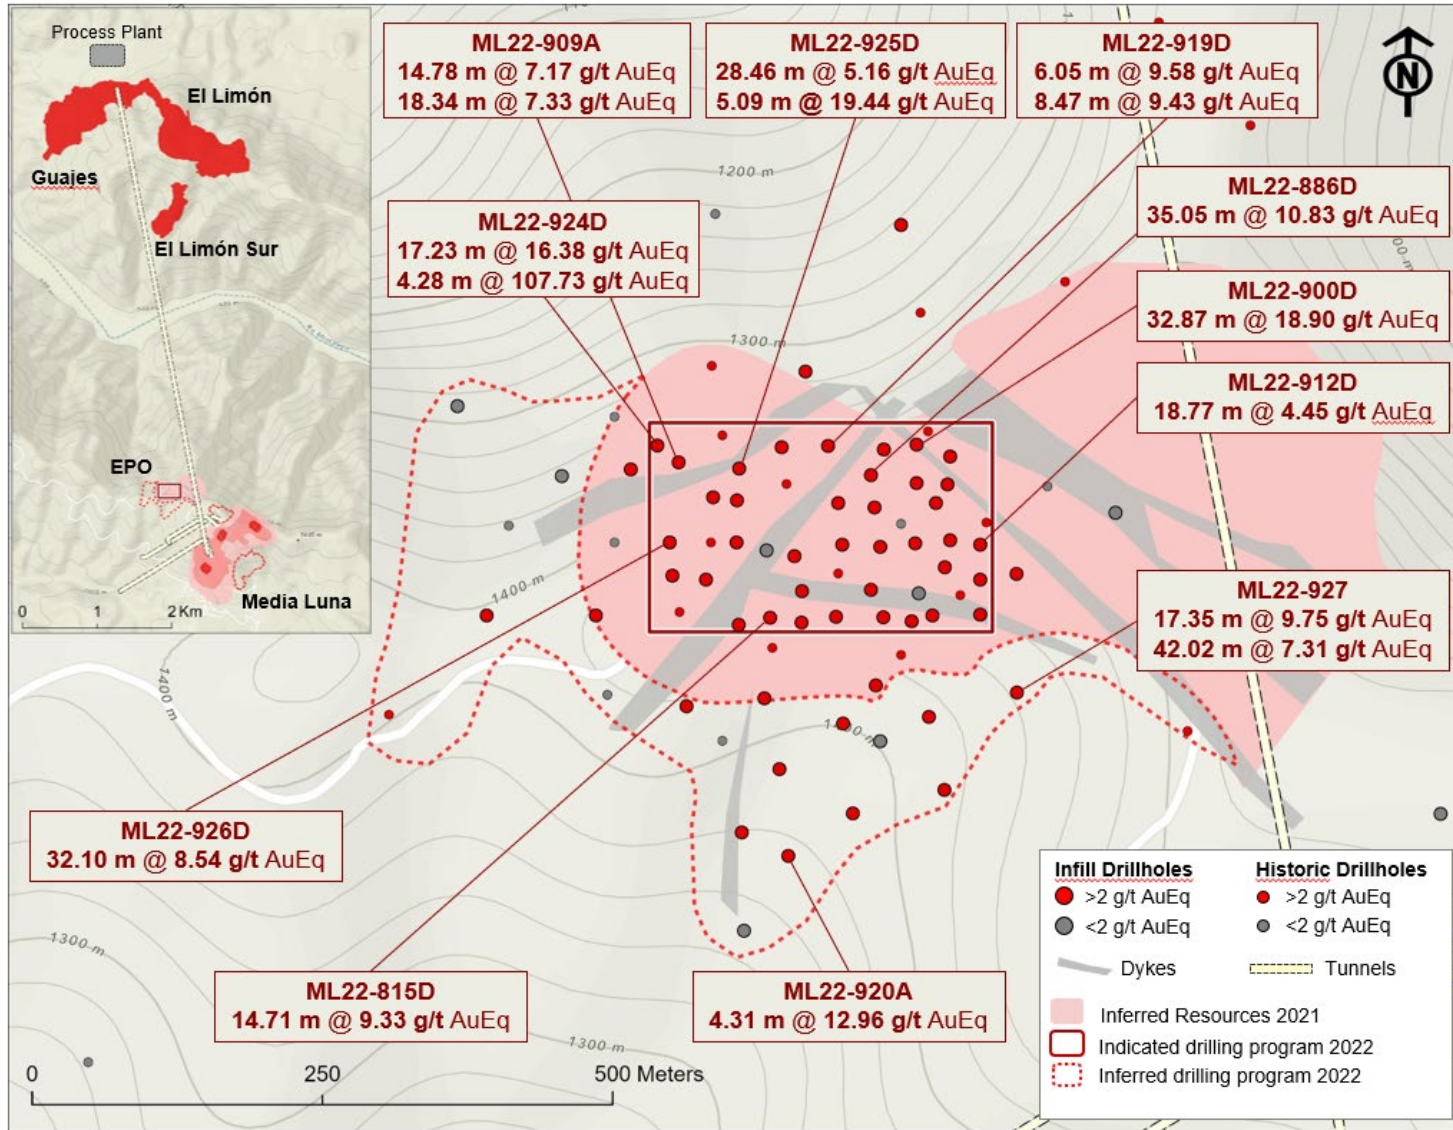 Process Plant
El Limón
Guajes
El Limón Sur
EPO
Media Luna
0 1 2 Km
ML22-909A
14.78 m @ 7.17 g/t AuEq
18.34 m @ 7.33 g/t AuEq
ML22-925D
28.46 m @ 5.16 g/t AuEq
5.09 m @ 19.44 g/t AuEq
ML22-919D
6.05 m @ 9.58 g/t AuEq
8.47 m @ 9.43 g/t AuEq
N
ML22-924D
17.23 m @ 16.38 g/t AuEq
4.28 m @ 107.73 g/t AuEq
ML22-886D
35.05 m @ 10.83 g/t AuEq
ML22-900D
32.87 m @ 18.90 g/t AuEq
ML22-912D
18.77 m @ 4.45 g/t AuEq
ML22-927
17.35 m @ 9.75 g/t AuEq
42.02 m @ 7.31 g/t AuEq
1200 m
1300 m
1400 m
1400 m
1300 m
1300 m
ML22-926D
32.10 m @ 8.54 g/t AuEq
ML22-815D
14.71 m @ 9.33 g/t AuEq
ML22-920A
4.31 m @ 12.96 g/t AuEq
0 250 500 Meters
Infill Drillholes
>2 g/t AuEq
<2 g/t AuEq
Historic Drillholes
>2 g/t AuEq
<2 g/t AuEq
Dykes
Tunnels
Inferred Resources 2021
Indicated drilling program 2022
Inferred drilling program 2022